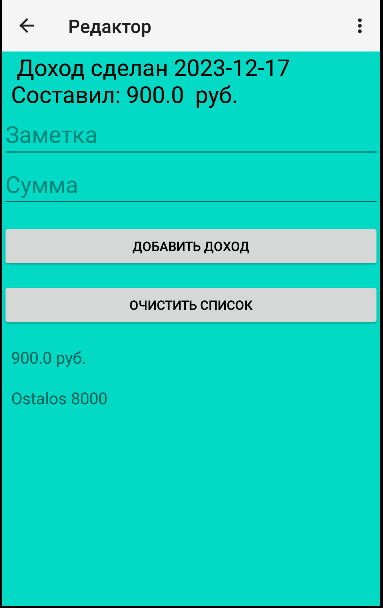 Редактор
Доход сделан 2023-12-17
Составил: 900.0 руб.
Заметка
Сумма
ДОБАВИТЬ ДОХОД
ОЧИСТИТЬ СПИСОК
900.0 руб.
Ostalos 8000